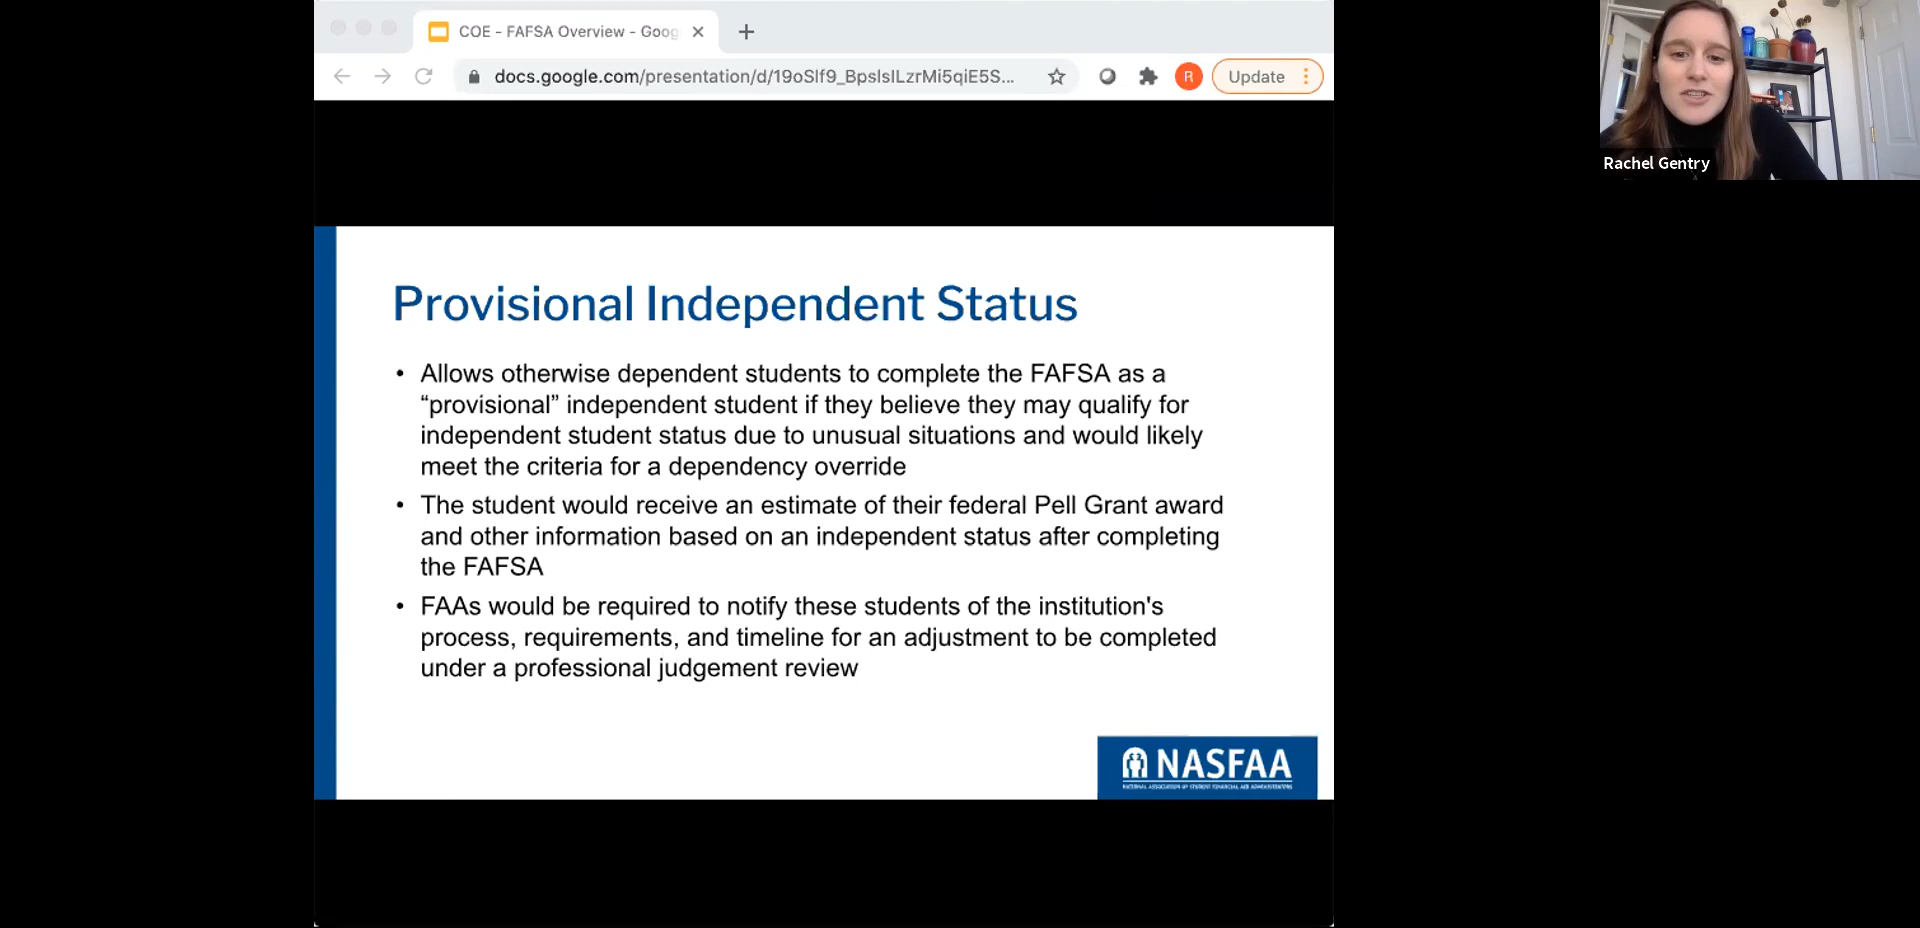 COE - FAFSA Overview - Goog
docs.google.com/presentation/d/19oSlf9_BpslsILzrMi5qiE5S...
R
Update
Rachel Gentry
Provisional Independent Status
• Allows otherwise dependent students to complete the FAFSA as a
“provisional” independent student if they believe they may qualify for
independent student status due to unusual situations and would likely
meet the criteria for a dependency override
• The student would receive an estimate of their federal Pell Grant award
and other information based on an independent status after completing
the FAFSA
• FAAs would be required to notify these students of the institution's
process, requirements, and timeline for an adjustment to be completed
under a professional judgement review
NASFAA
NATIONAL ASSOCIATION OF STUDENT FINANCIAL AID ADMINISTRATORS